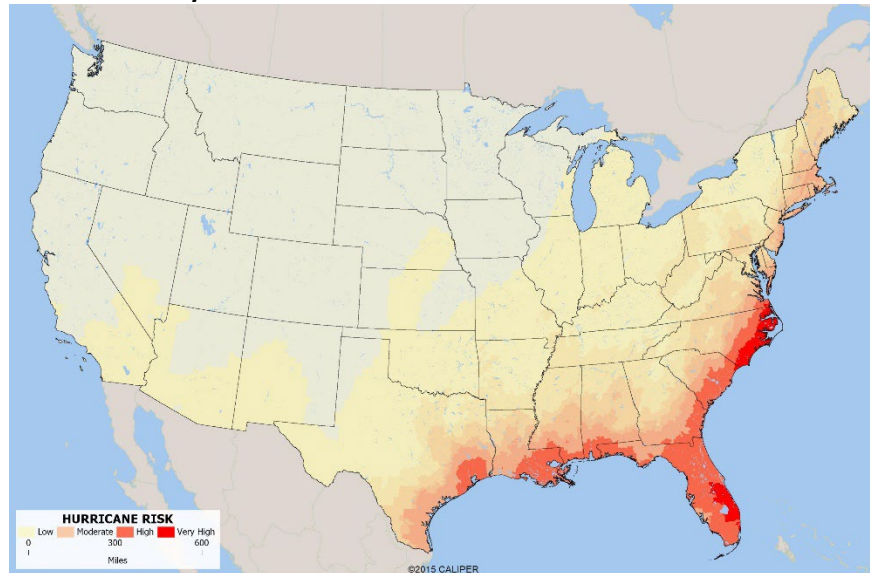 HURRICANE RISK
Low Moderate High Very High
0 300 600
Miles
©2015 CALIPER